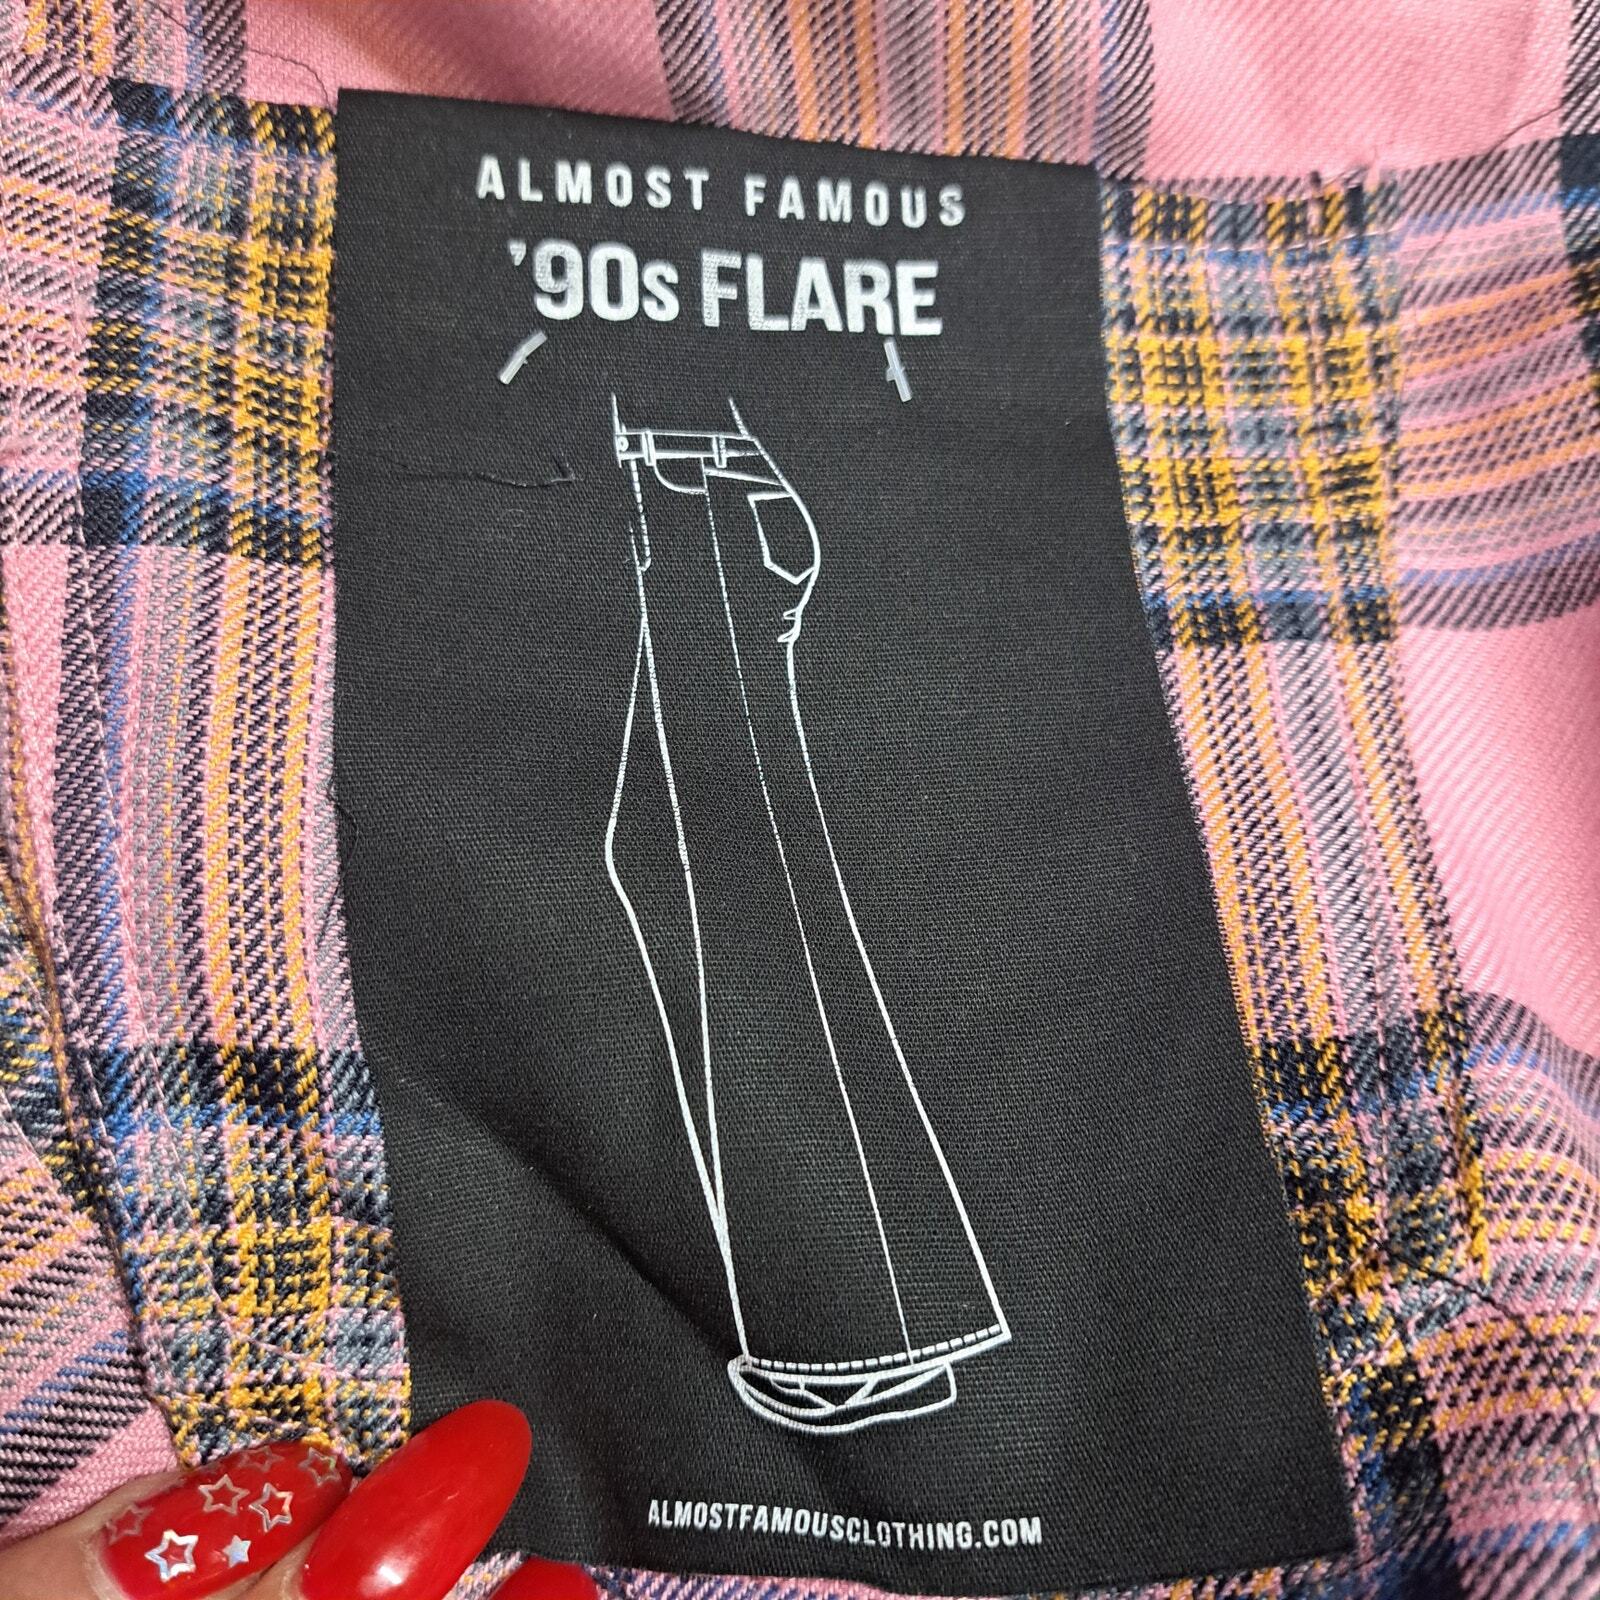 ALMOST FAMOUS
'90s FLARE
ALMOSTFAMOUSCLOTHING.COM